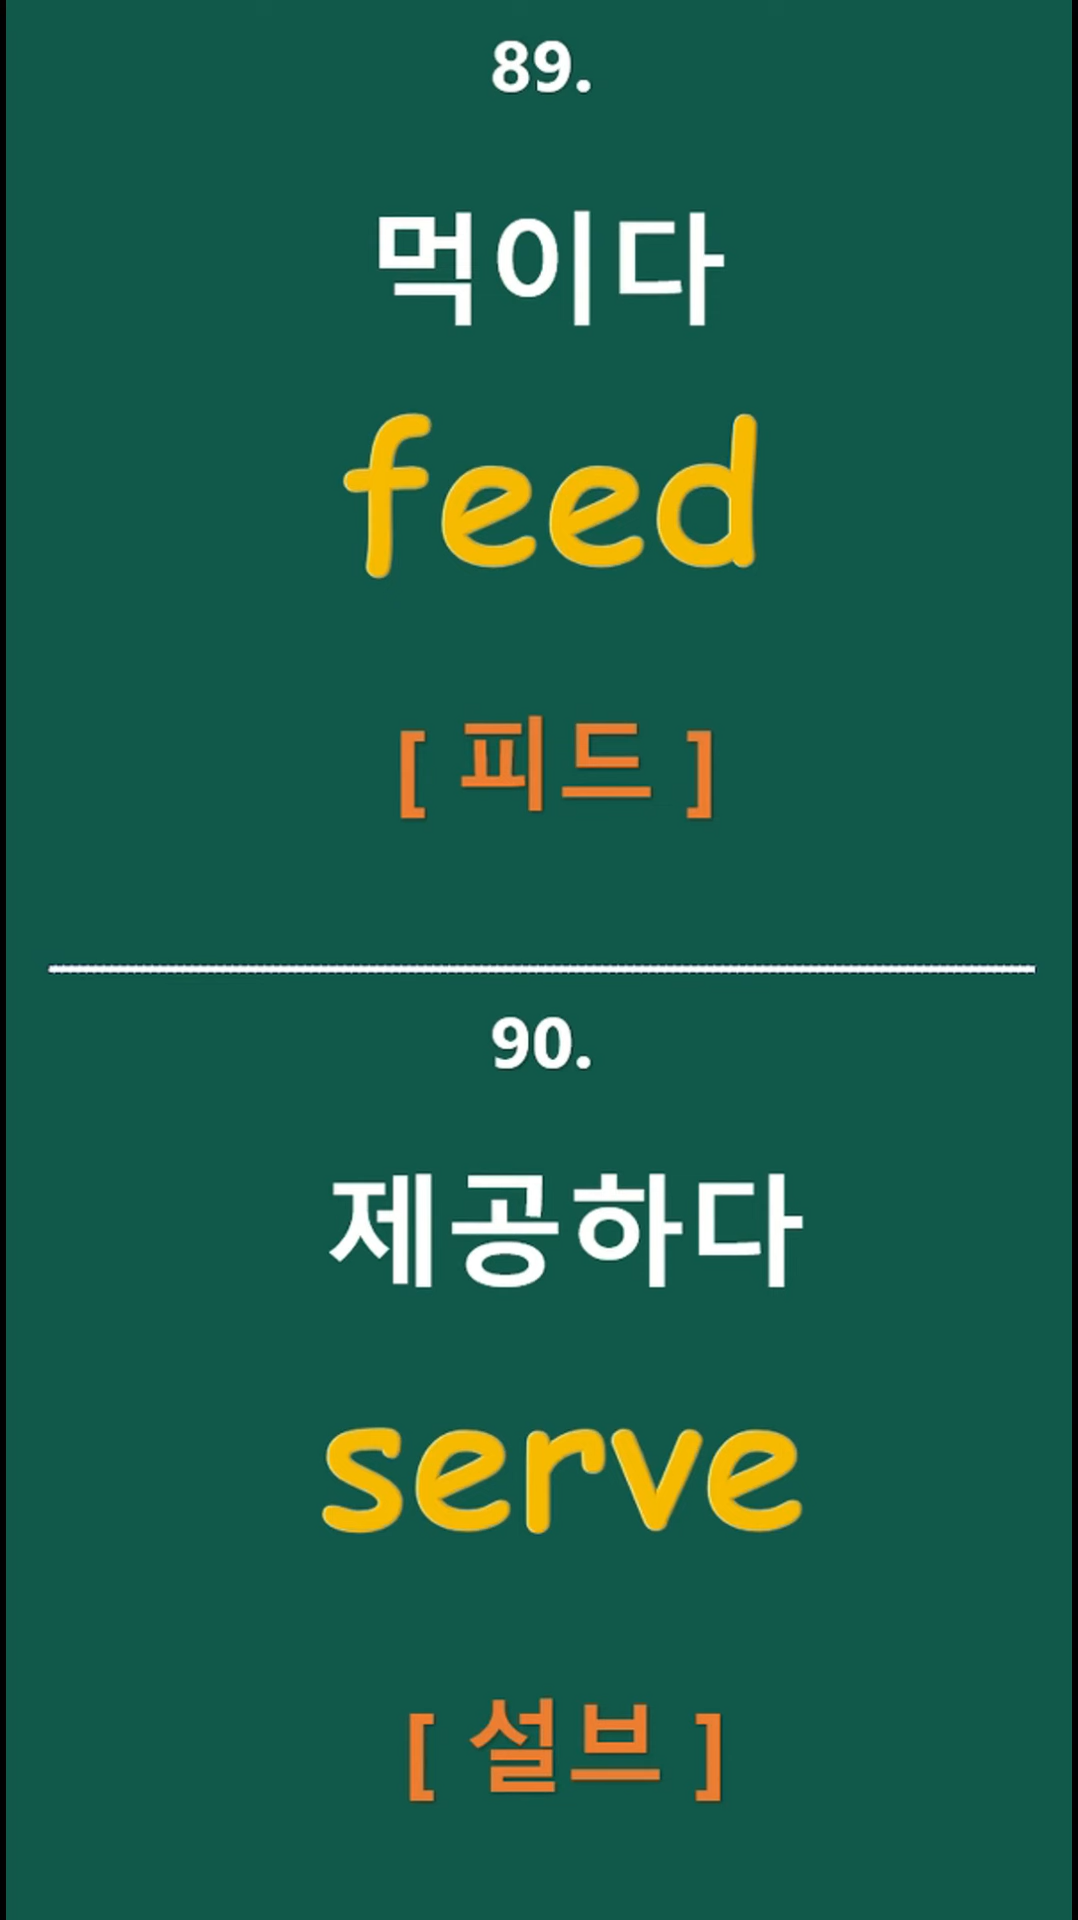 89.
먹이다
feed
[ 피드 ]
90.
제공하다
serve
[ 설브 ]